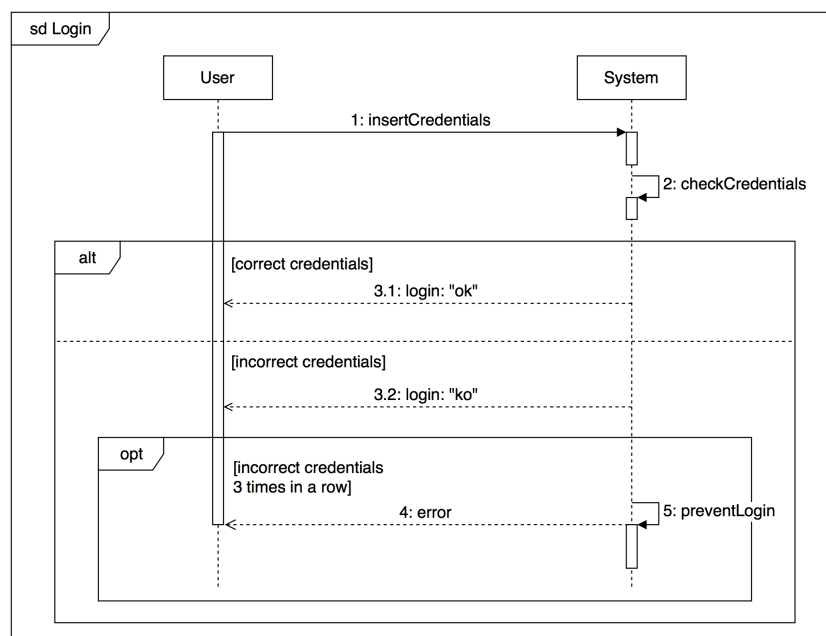 sd Login
User
System
1: insertCredentials
2: checkCredentials
alt
[correct credentials]
3.1: login: "ok"
[incorrect credentials]
3.2: login: "ko"
opt
[incorrect credentials
3 times in a row]
4: error
5: preventLogin